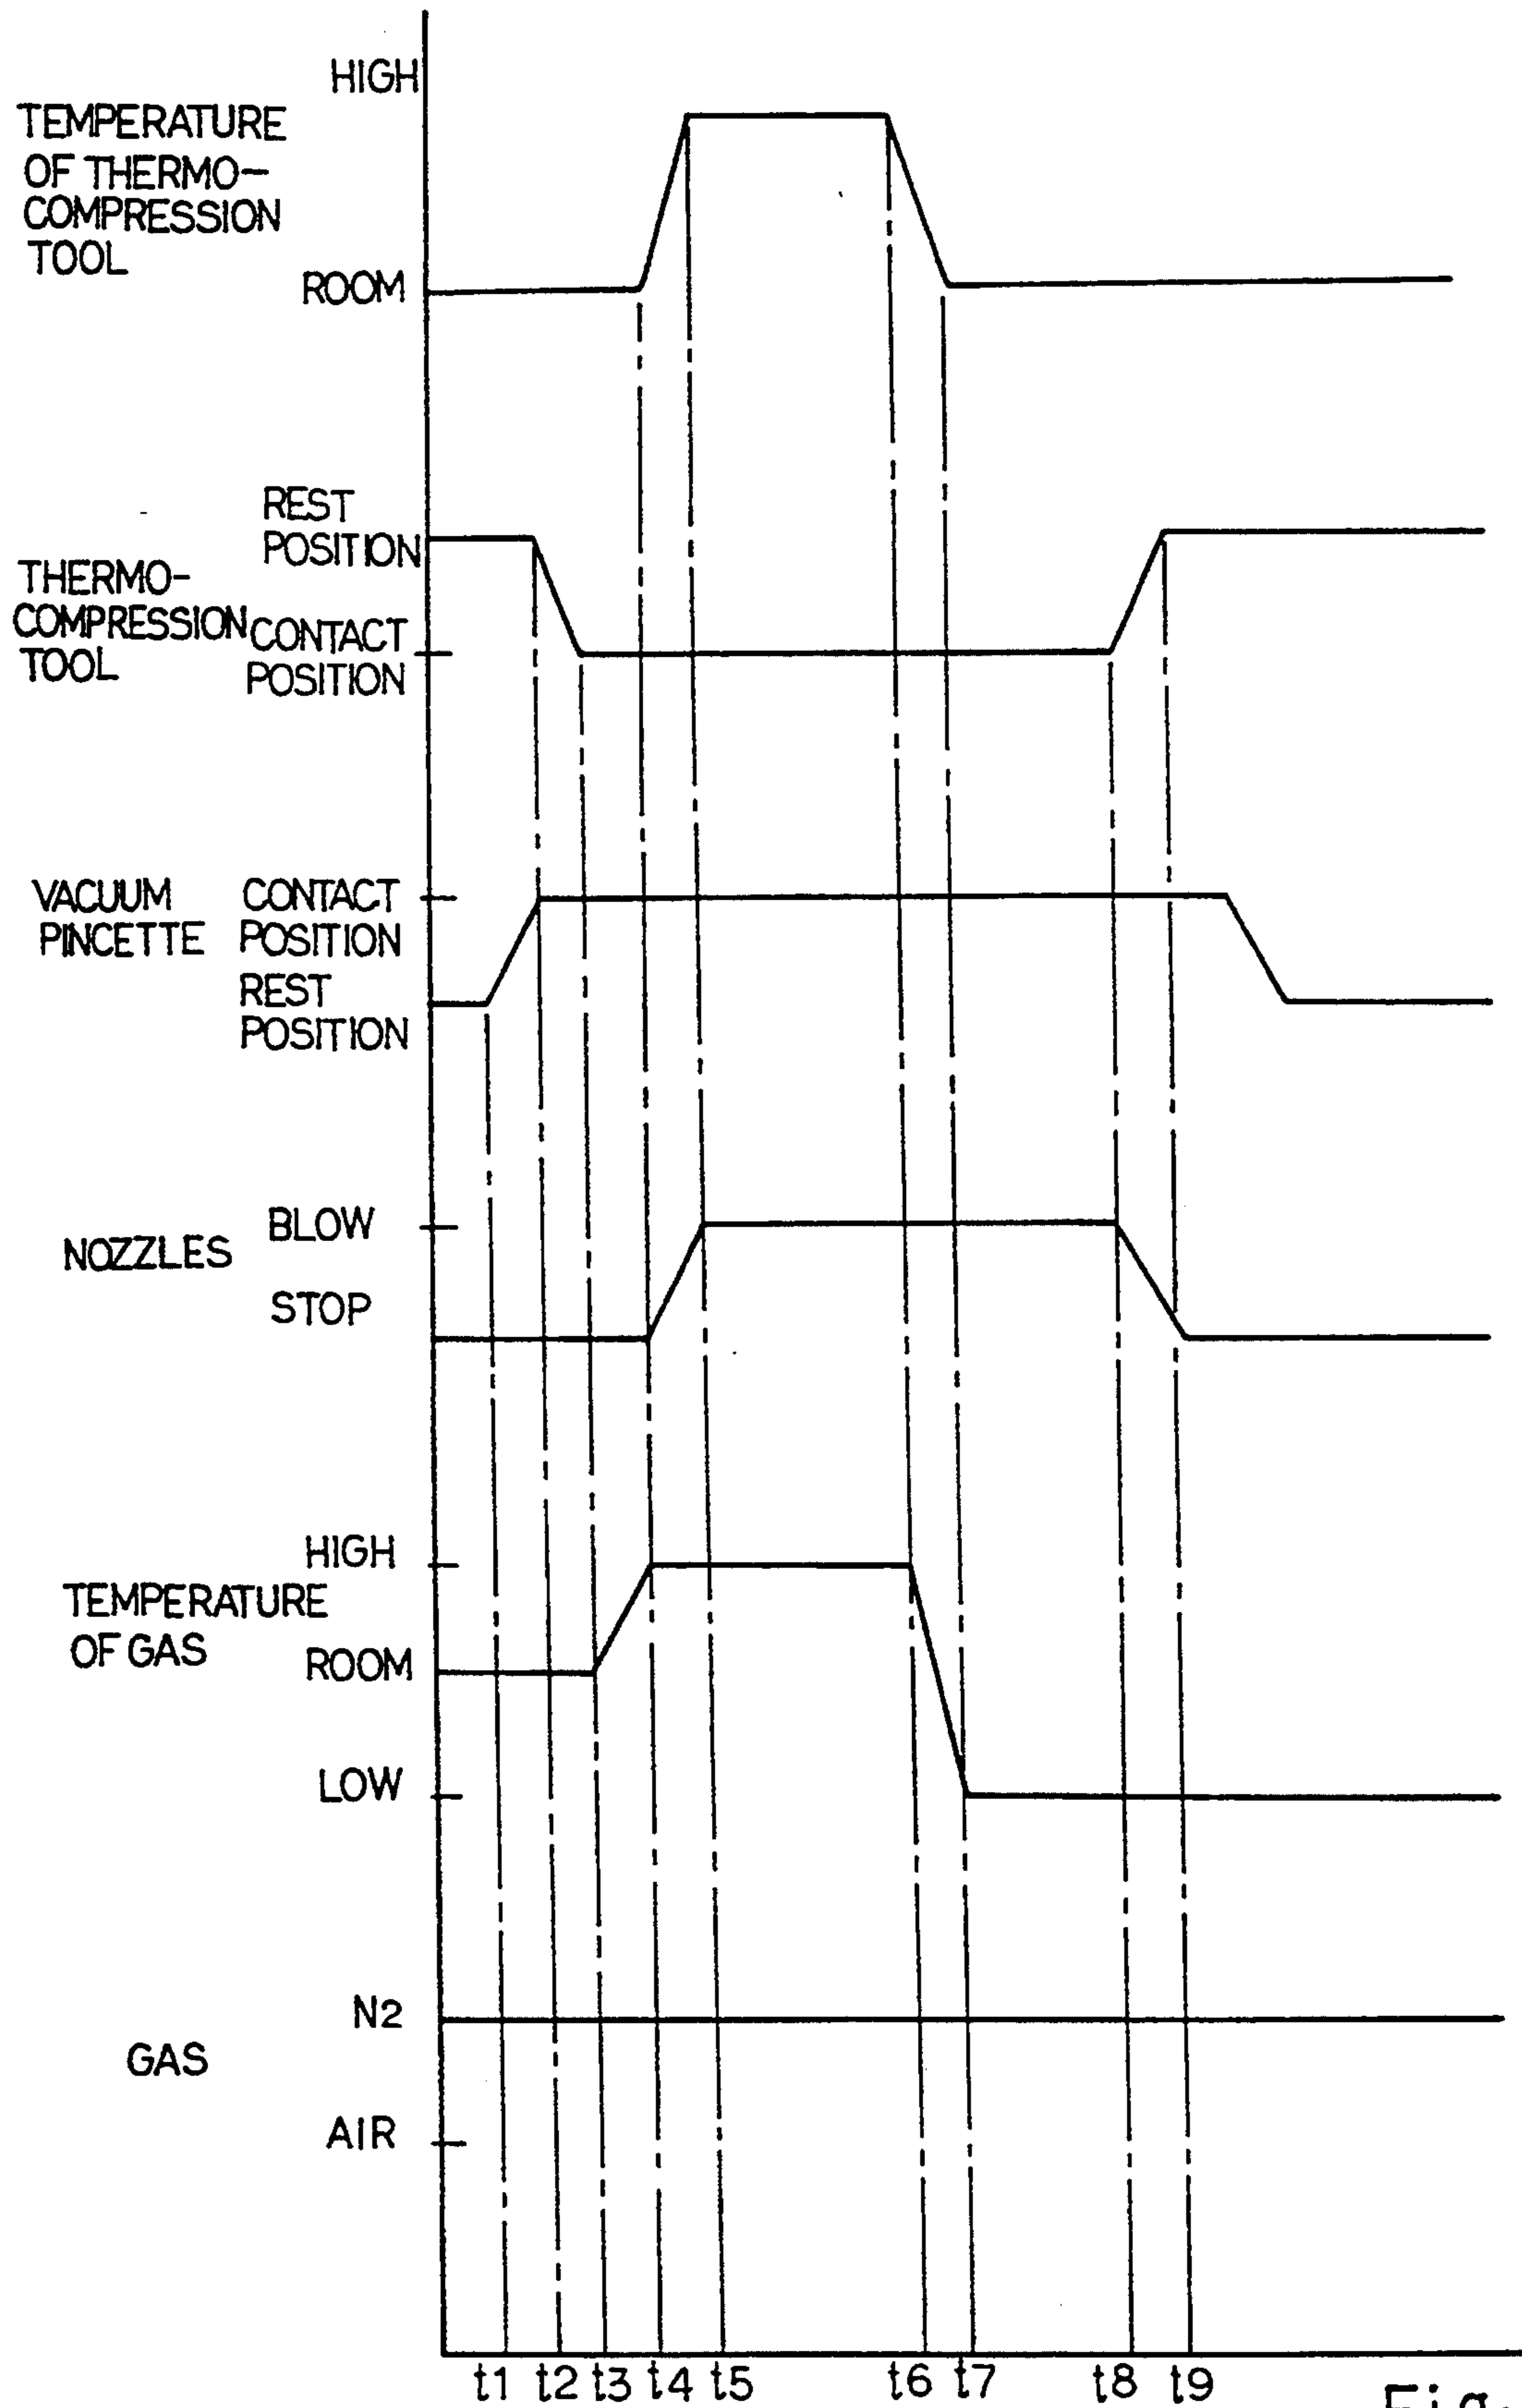 HIGH
TEMPERATURE
OF THERMO-
COMPRESSION
TOOL
ROOM
REST
POSITION
THERMO-
COMPRESSION
TOOL
CONTACT
POSITION
VACUUM
PINCETTE
CONTACT
POSITION
REST
POSITION
BLOW
NOZZLES
STOP
HIGH
TEMPERATURE
OF GAS
ROOM
LOW
N2
GAS
AIR
t1 t2 t3 t4 t5 t6 t7 t8 t9
Fig.